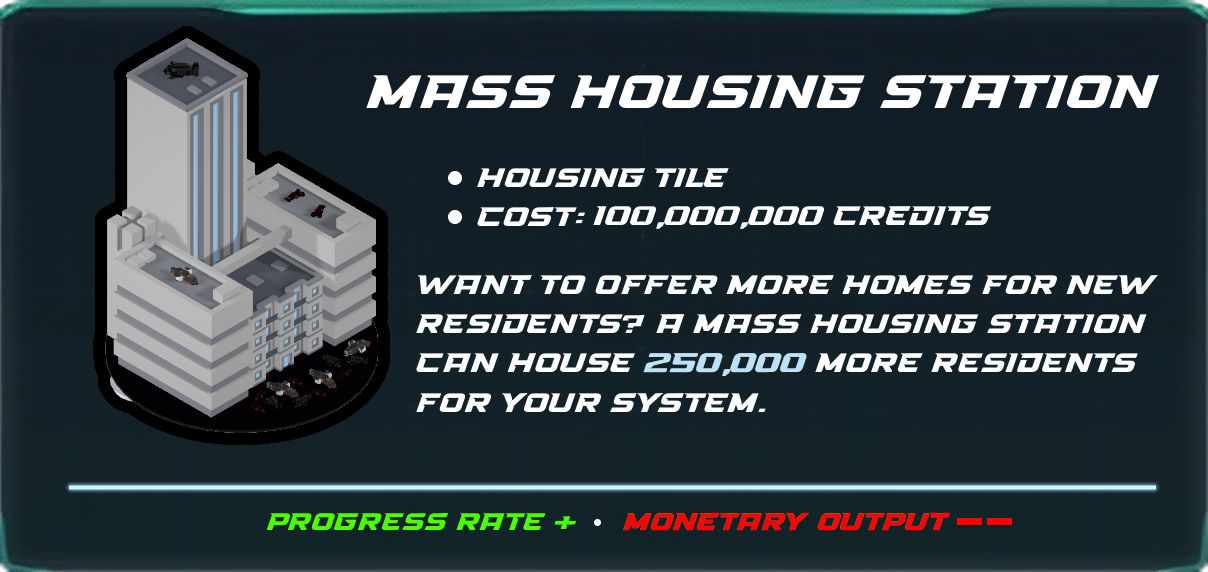 MASS HOUSING STATION
• HOUSING TILE
• COST: 100,000,000 CREDITS
WANT TO OFFER MORE HOMES FOR NEW
RESIDENTS? A MASS HOUSING STATION
CAN HOUSE 250,000 MORE RESIDENTS
FOR YOUR SYSTEM.
PROGRESS RATE + • MONETARY OUTPUT --